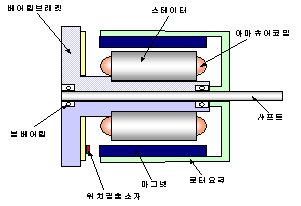 베어링브라켓
스테이터
아마츄어코일
샤프트
볼베어링
위치검출소자
마그넷
로터요크